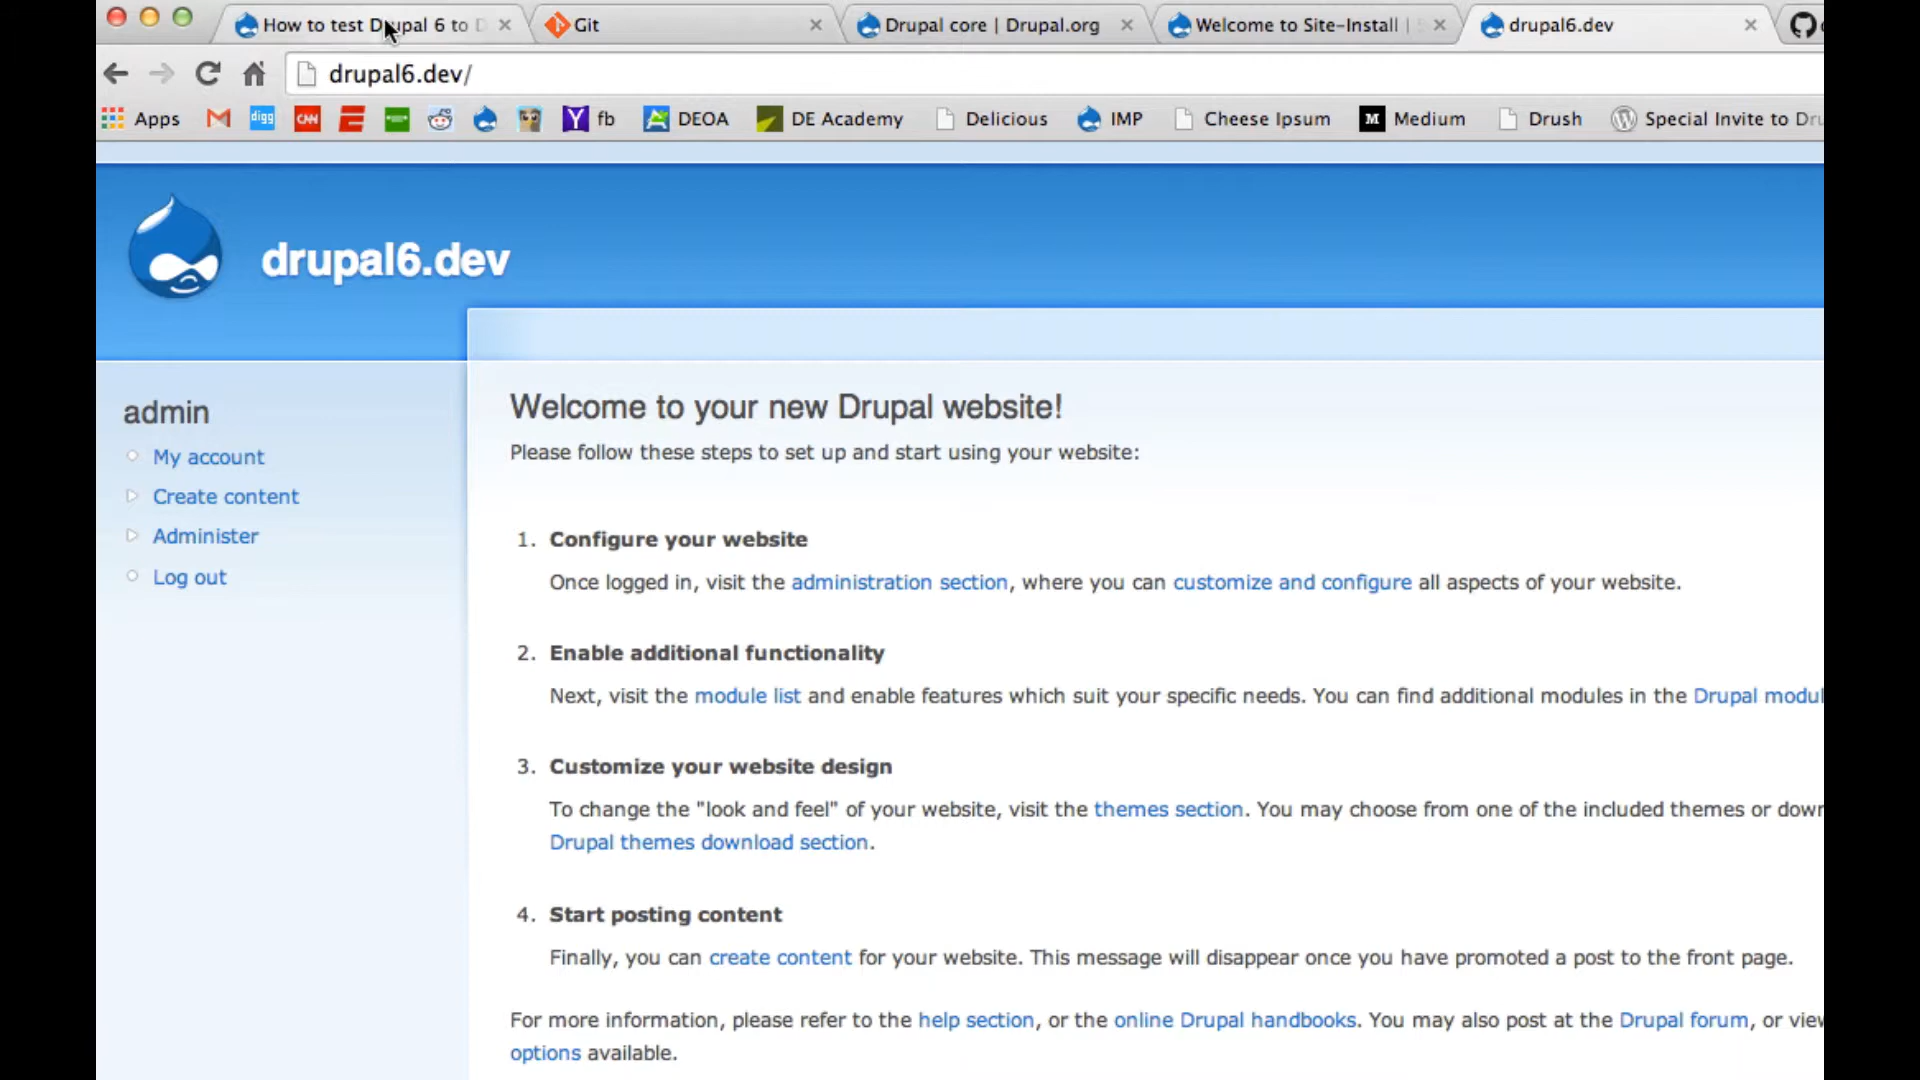 How to test Drupal 6 to D
Git
Drupal core | Drupal.org
Welcome to Site-Install |
drupal6.dev
drupal6.dev/
Apps
digg
CNN
fb
DEOA
DE Academy
Delicious
IMP
Cheese Ipsum
Medium
Drush
Special Invite to Dru
drupal6.dev
admin
My account
Create content
Administer
Log out
Welcome to your new Drupal website!
Please follow these steps to set up and start using your website:
1. Configure your website
Once logged in, visit the administration section, where you can customize and configure all aspects of your website.
2. Enable additional functionality
Next, visit the module list and enable features which suit your specific needs. You can find additional modules in the Drupal modul
3. Customize your website design
To change the "look and feel" of your website, visit the themes section. You may choose from one of the included themes or down
Drupal themes download section.
4. Start posting content
Finally, you can create content for your website. This message will disappear once you have promoted a post to the front page.
For more information, please refer to the help section, or the online Drupal handbooks. You may also post at the Drupal forum, or view
options available.